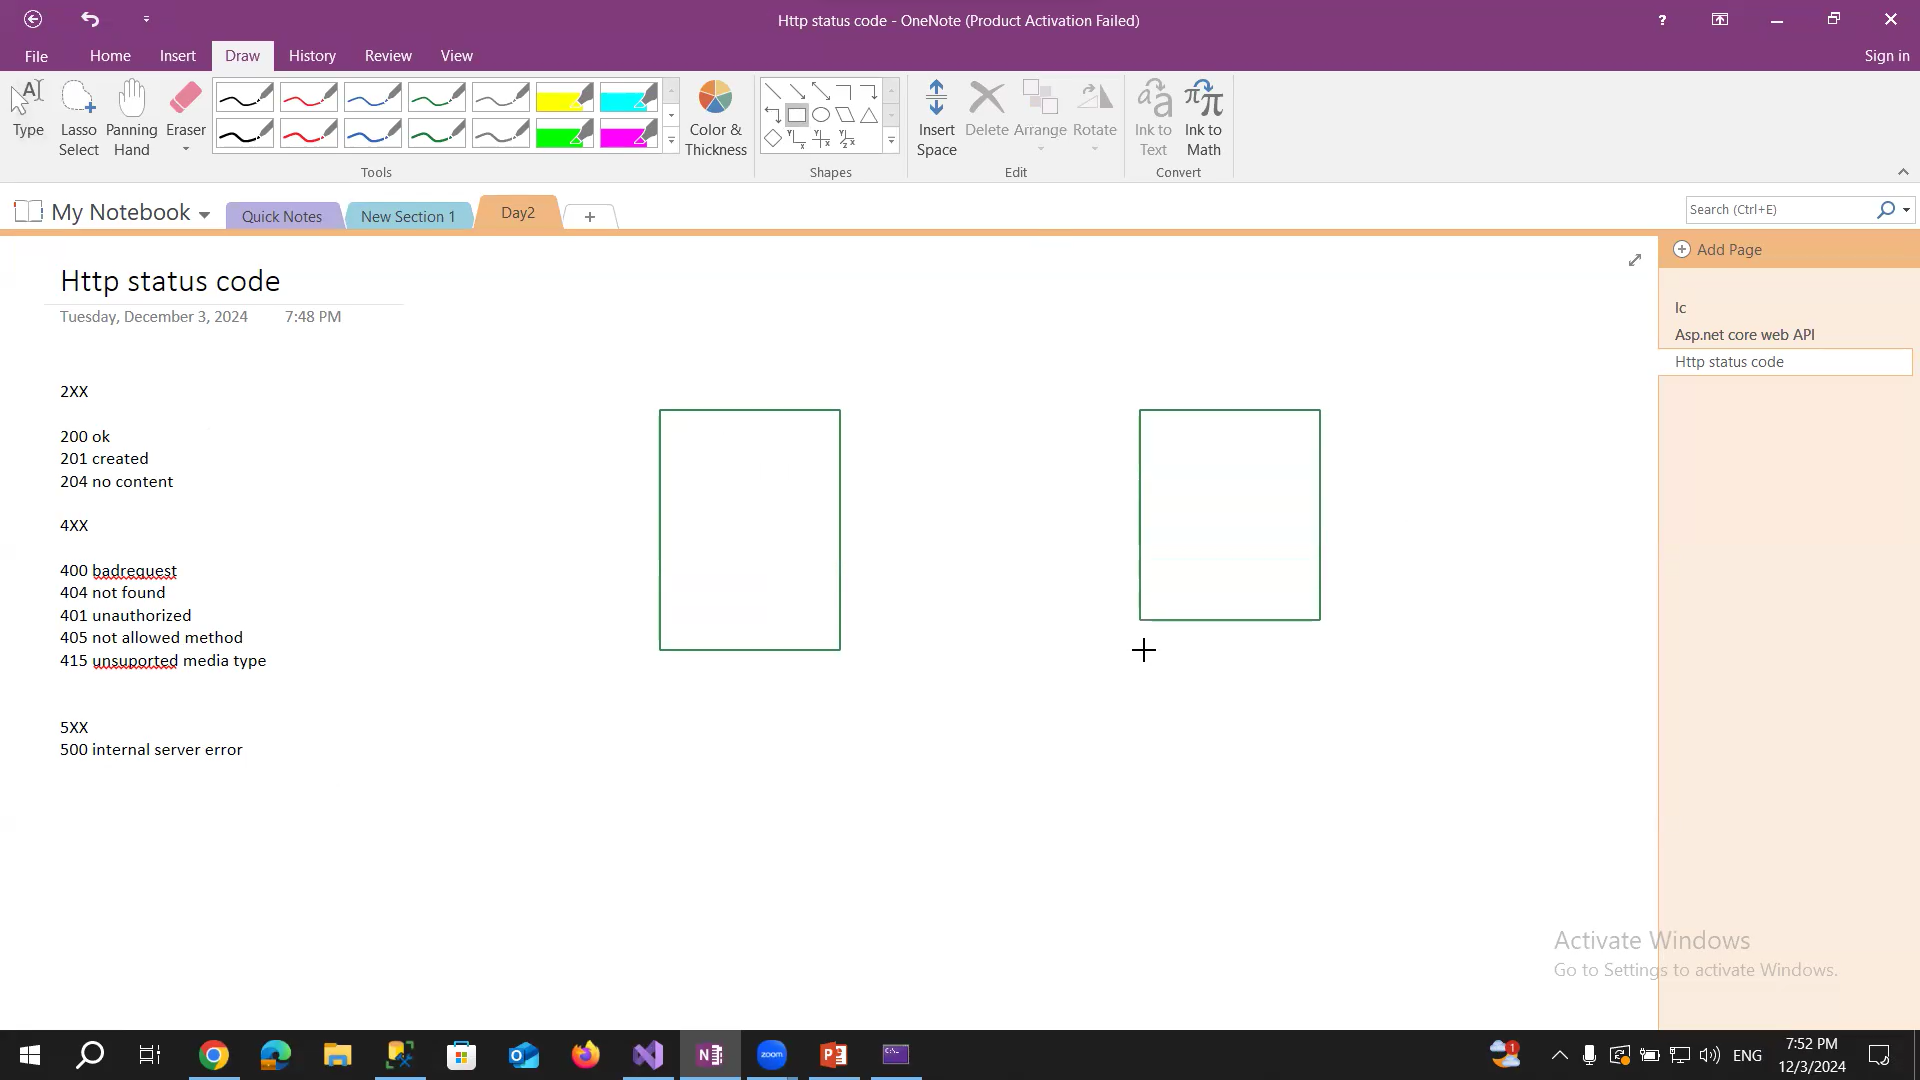 Http status code - OneNote (Product Activation Failed)
?
File
Home
Insert
Draw
History
Review
View
Sign in
Type
Lasso Select
Panning Hand
Eraser
Color & Thickness
Insert Space
Delete
Arrange
Rotate
Ink to Text
Ink to Math
Tools
Shapes
Edit
Convert
My Notebook
Quick Notes
New Section 1
Day2
+
Search (Ctrl+E)
Add Page
Ic
Asp.net core web API
Http status code
Http status code
Tuesday, December 3, 2024 7:48 PM
2XX
200 ok
201 created
204 no content
4XX
400 badrequest
404 not found
401 unauthorized
405 not allowed method
415 unsuported media type
5XX
500 internal server error
Activate Windows
Go to Settings to activate Windows.
zoom
1
ENG
7:52 PM
12/3/2024